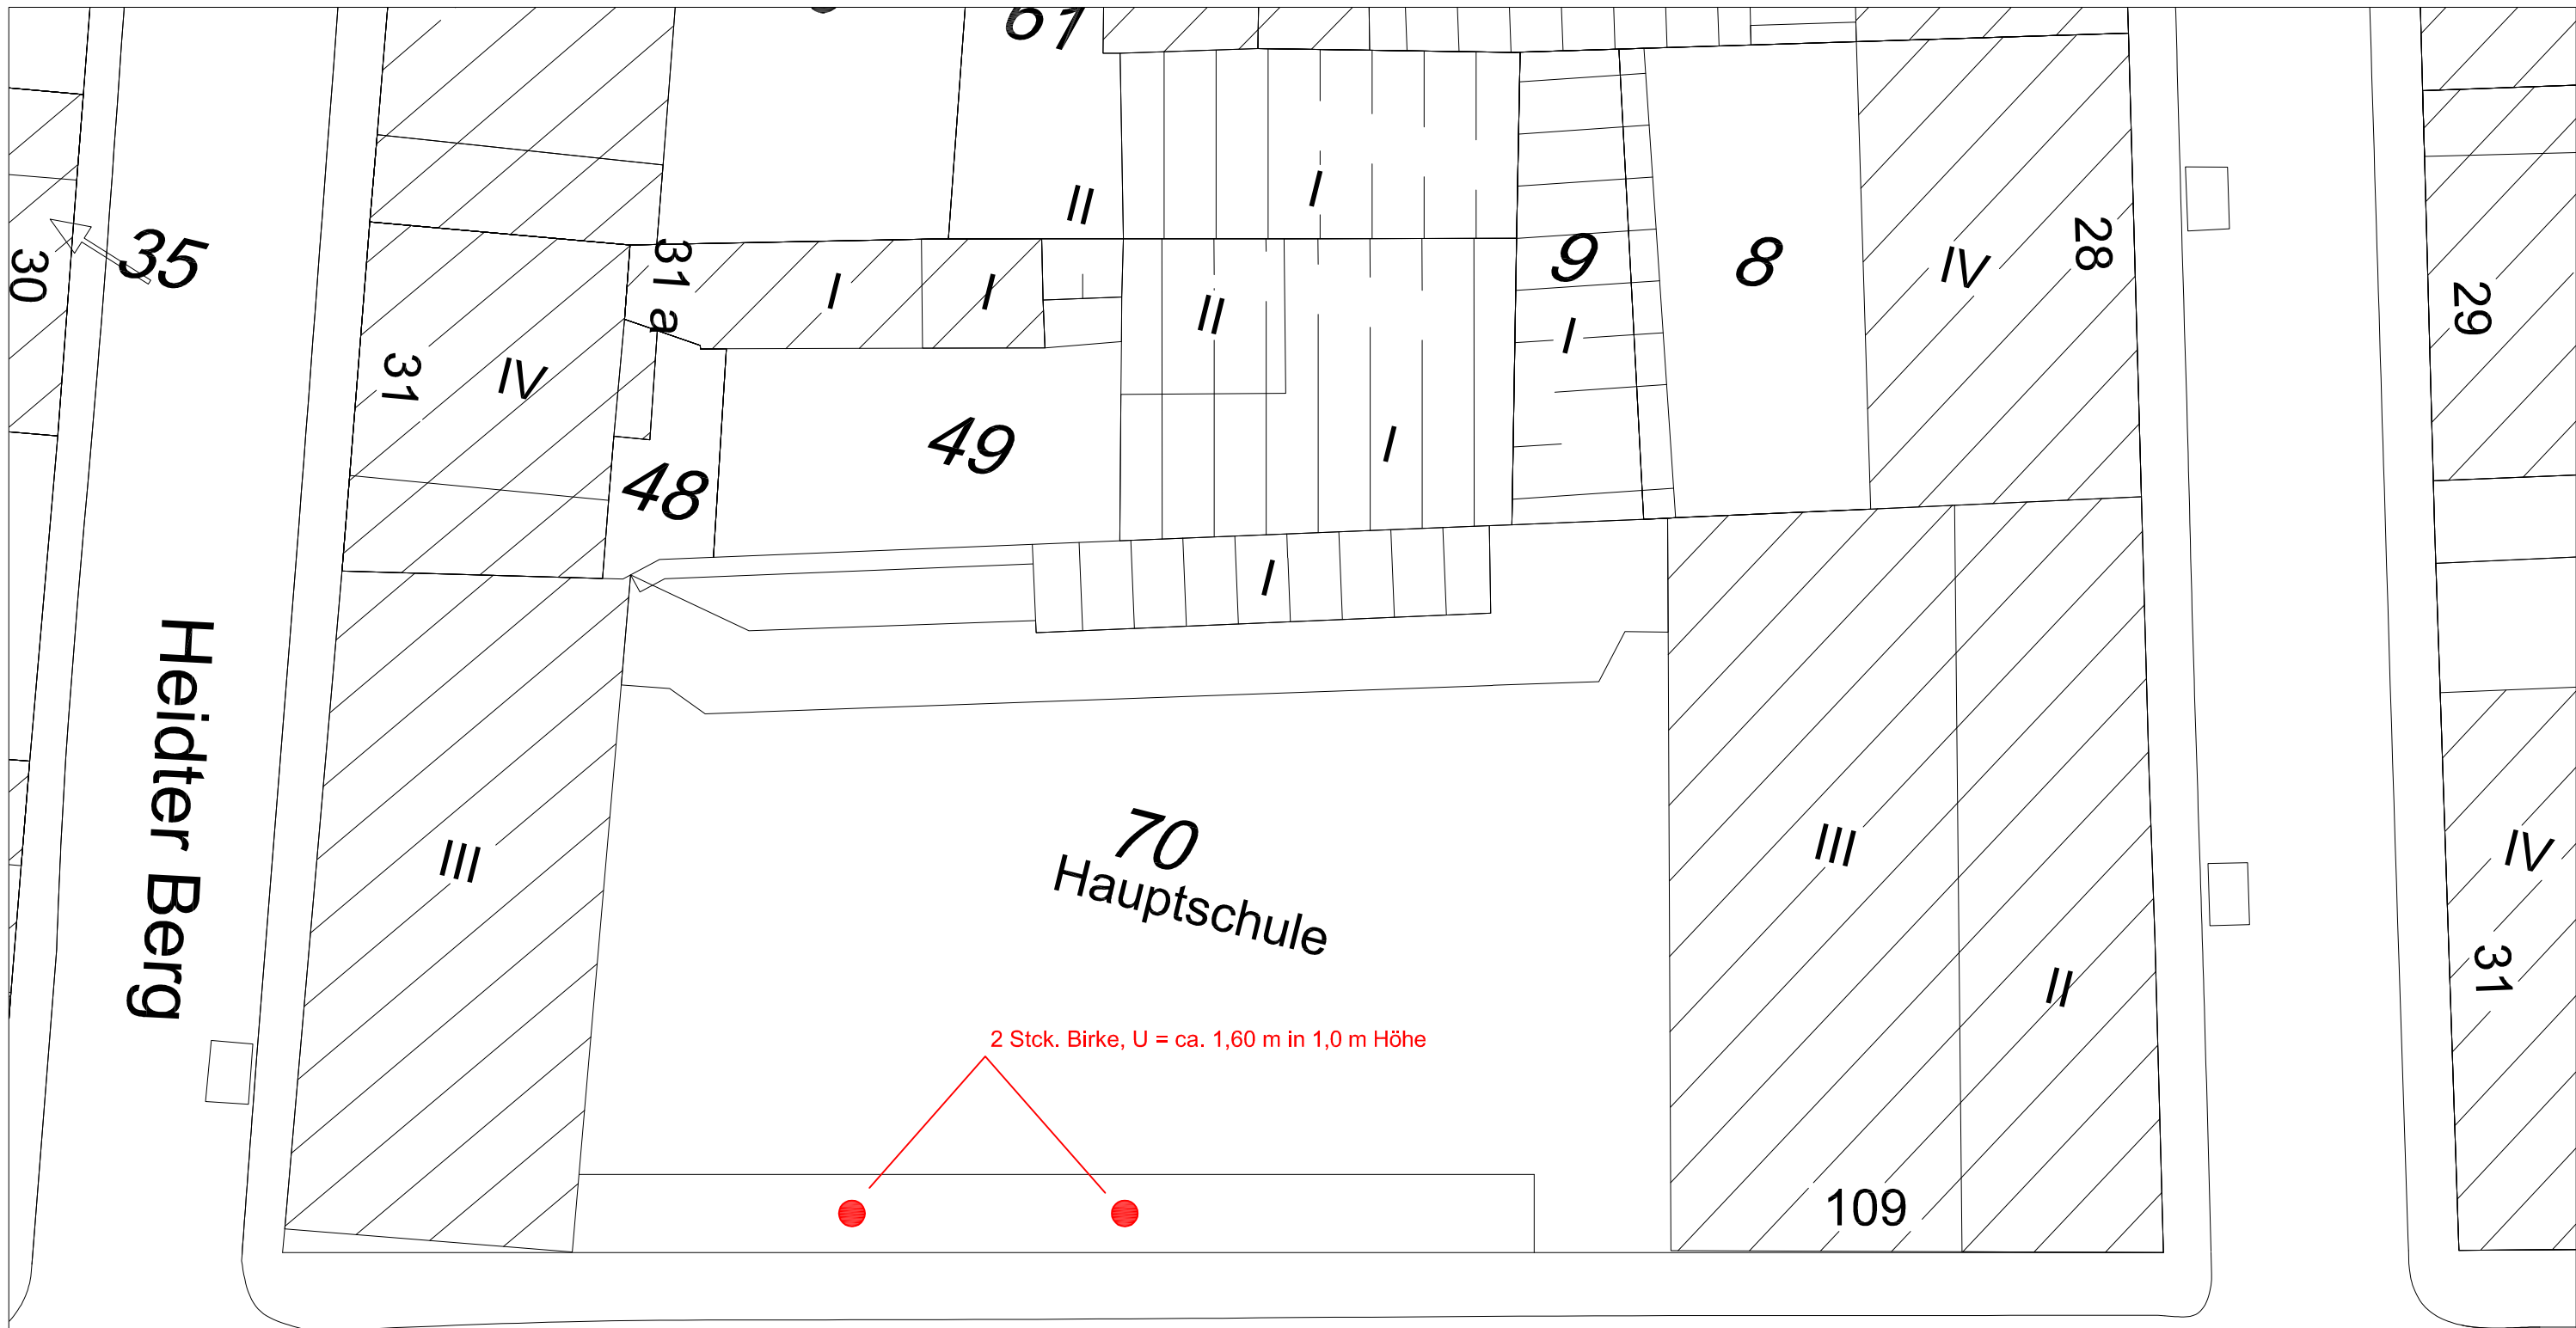 61
II
I
35
30
31 a
I
I
II
9
I
8
IV
28
29
31
IV
48
49
I
I
Heidter Berg
III
70
Hauptschule
III
II
IV
31
2 Stck. Birke, U = ca. 1,60 m in 1,0 m Höhe
109